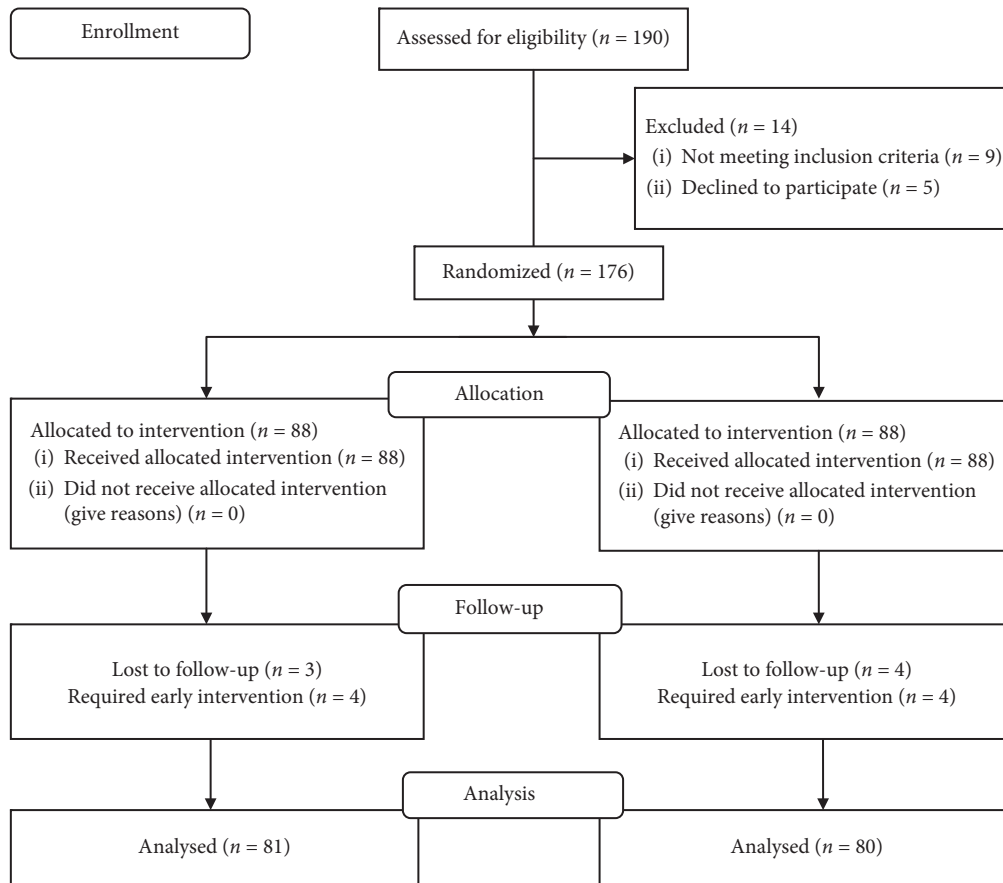 Enrollment
Assessed for eligibility (n = 190)
Excluded (n = 14)
(i) Not meeting inclusion criteria (n = 9)
(ii) Declined to participate (n = 5)
Randomized (n = 176)
Allocation
Allocated to intervention (n = 88)
(i) Received allocated intervention (n = 88)
(ii) Did not receive allocated intervention
(give reasons) (n = 0)
Allocated to intervention (n = 88)
(i) Received allocated intervention (n = 88)
(ii) Did not receive allocated intervention
(give reasons) (n = 0)
Follow-up
Lost to follow-up (n = 3)
Required early intervention (n = 4)
Lost to follow-up (n = 4)
Required early intervention (n = 4)
Analysis
Analysed (n = 81)
Analysed (n = 80)